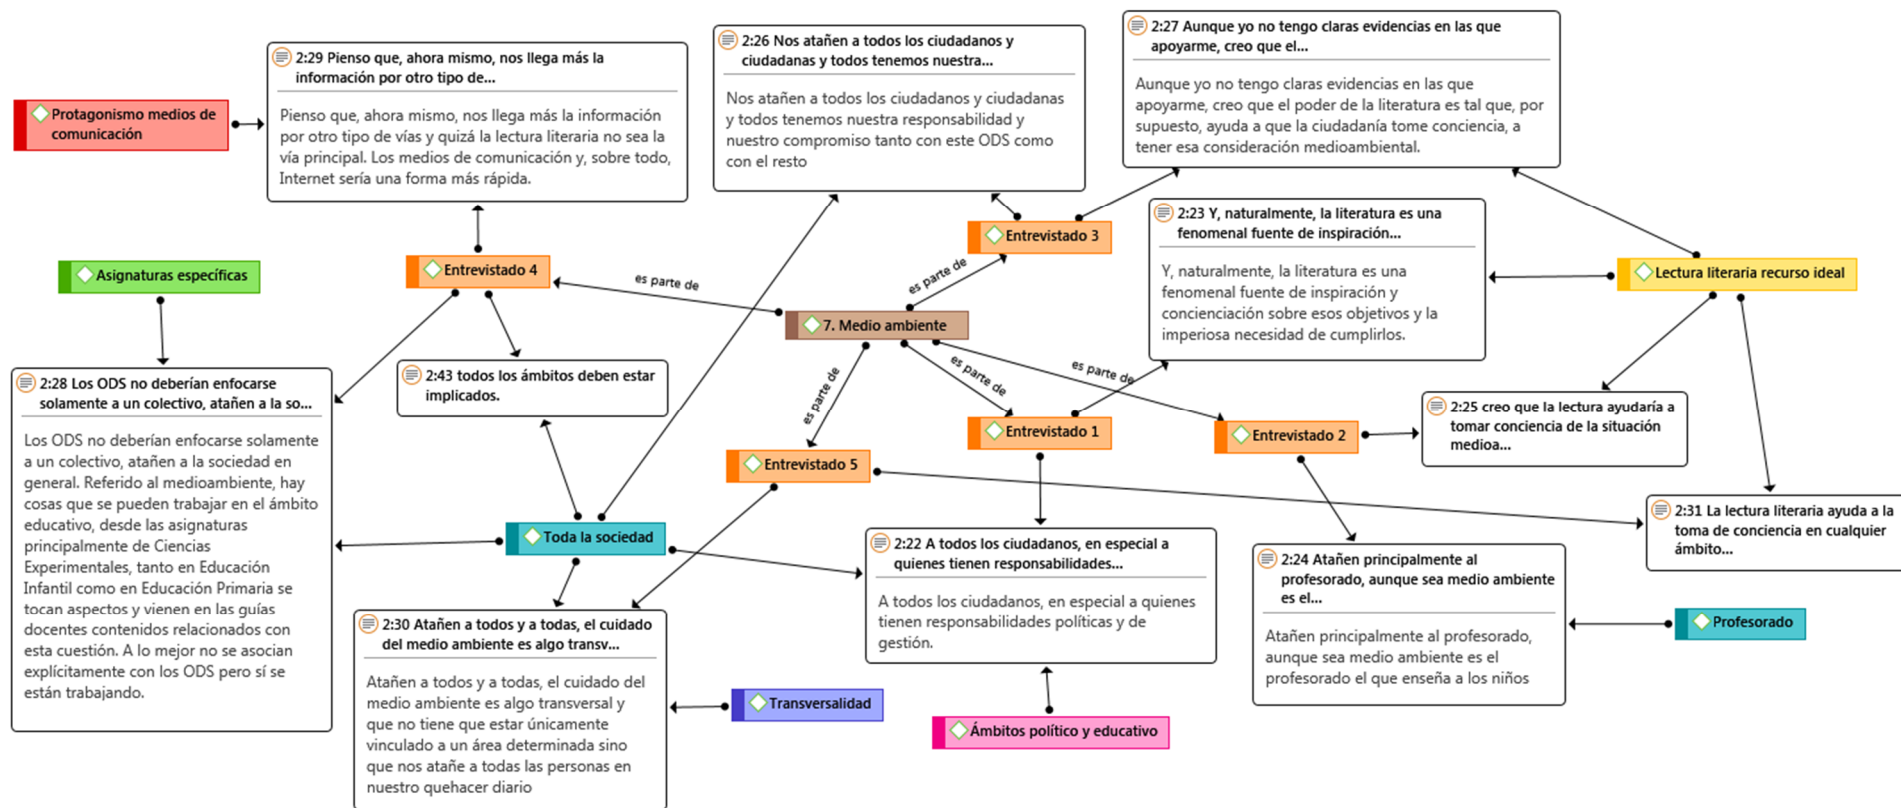 2:29 Pienso que, ahora mismo, nos llega más la
información por otro tipo de...
Pienso que, ahora mismo, nos llega más la información
por otro tipo de vías y quizá la lectura literaria no sea la
vía principal. Los medios de comunicación y, sobre todo,
Internet sería una forma más rápida.
2:26 Nos atañen a todos los ciudadanos y
ciudadanas y todos tenemos nuestra...
Nos atañen a todos los ciudadanos y ciudadanas
y todos tenemos nuestra responsabilidad y
nuestro compromiso tanto con este ODS como
con el resto
2:27 Aunque yo no tengo claras evidencias en las que
apoyarme, creo que el...
Aunque yo no tengo claras evidencias en las que
apoyarme, creo que el poder de la literatura es tal que, por
supuesto, ayuda a que la ciudadanía tome conciencia, a
tener esa consideración medioambiental.
Protagonismo medios de
comunicación
2:23 Y, naturalmente, la literatura es una
fenomenal fuente de inspiración...
Y, naturalmente, la literatura es una
fenomenal fuente de inspiración y
concienciación sobre esos objetivos y la
imperiosa necesidad de cumplirlos.
Entrevistado 3
Asignaturas específicas
Entrevistado 4
es parte de
es parte de
Lectura literaria recurso ideal
7. Medio ambiente
es parte de
es parte de
es parte de
2:28 Los ODS no deberían enfocarse
solamente a un colectivo, atañen a la so...
Los ODS no deberían enfocarse solamente
a un colectivo, atañen a la sociedad en
general. Referido al medioambiente, hay
cosas que se pueden trabajar en el ámbito
educativo, desde las asignaturas
principalmente de Ciencias
Experimentales, tanto en Educación
Infantil como en Educación Primaria se
tocan aspectos y vienen en las guías
docentes contenidos relacionados con
esta cuestión. A lo mejor no se asocian
explícitamente con los ODS pero sí se
están trabajando.
2:43 todos los ámbitos deben estar
implicados.
2:25 creo que la lectura ayudaría a
tomar conciencia de la situación
medioa...
Entrevistado 1
Entrevistado 2
Entrevistado 5
2:31 La lectura literaria ayuda a la
toma de conciencia en cualquier
ámbito...
Toda la sociedad
2:22 A todos los ciudadanos, en especial a
quienes tienen responsabilidades...
A todos los ciudadanos, en especial a quienes
tienen responsabilidades políticas y de
gestión.
2:24 Atañen principalmente al
profesorado, aunque sea medio ambiente
es el...
Atañen principalmente al profesorado,
aunque sea medio ambiente es el
profesorado el que enseña a los niños
Profesorado
2:30 Atañen a todos y a todas, el cuidado
del medio ambiente es algo transv...
Atañen a todos y a todas, el cuidado del
medio ambiente es algo transversal y
que no tiene que estar únicamente
vinculado a un área determinada sino
que nos atañe a todas las personas en
nuestro quehacer diario
Transversalidad
Ámbitos político y educativo